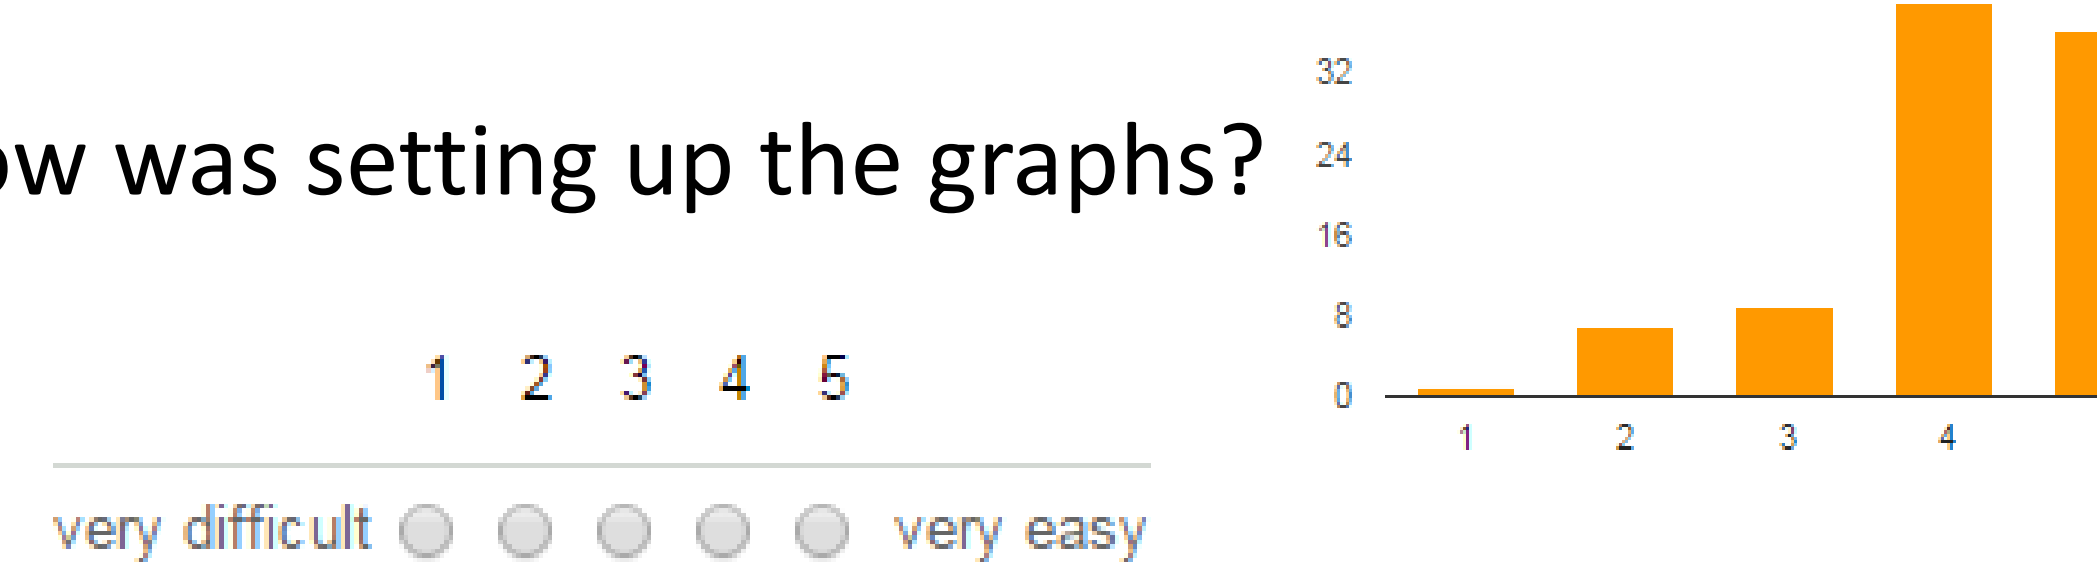 ow was setting up the graphs?
1 2 3 4 5
very difficult very easy
32
24
16
8
0
1 2 3 4